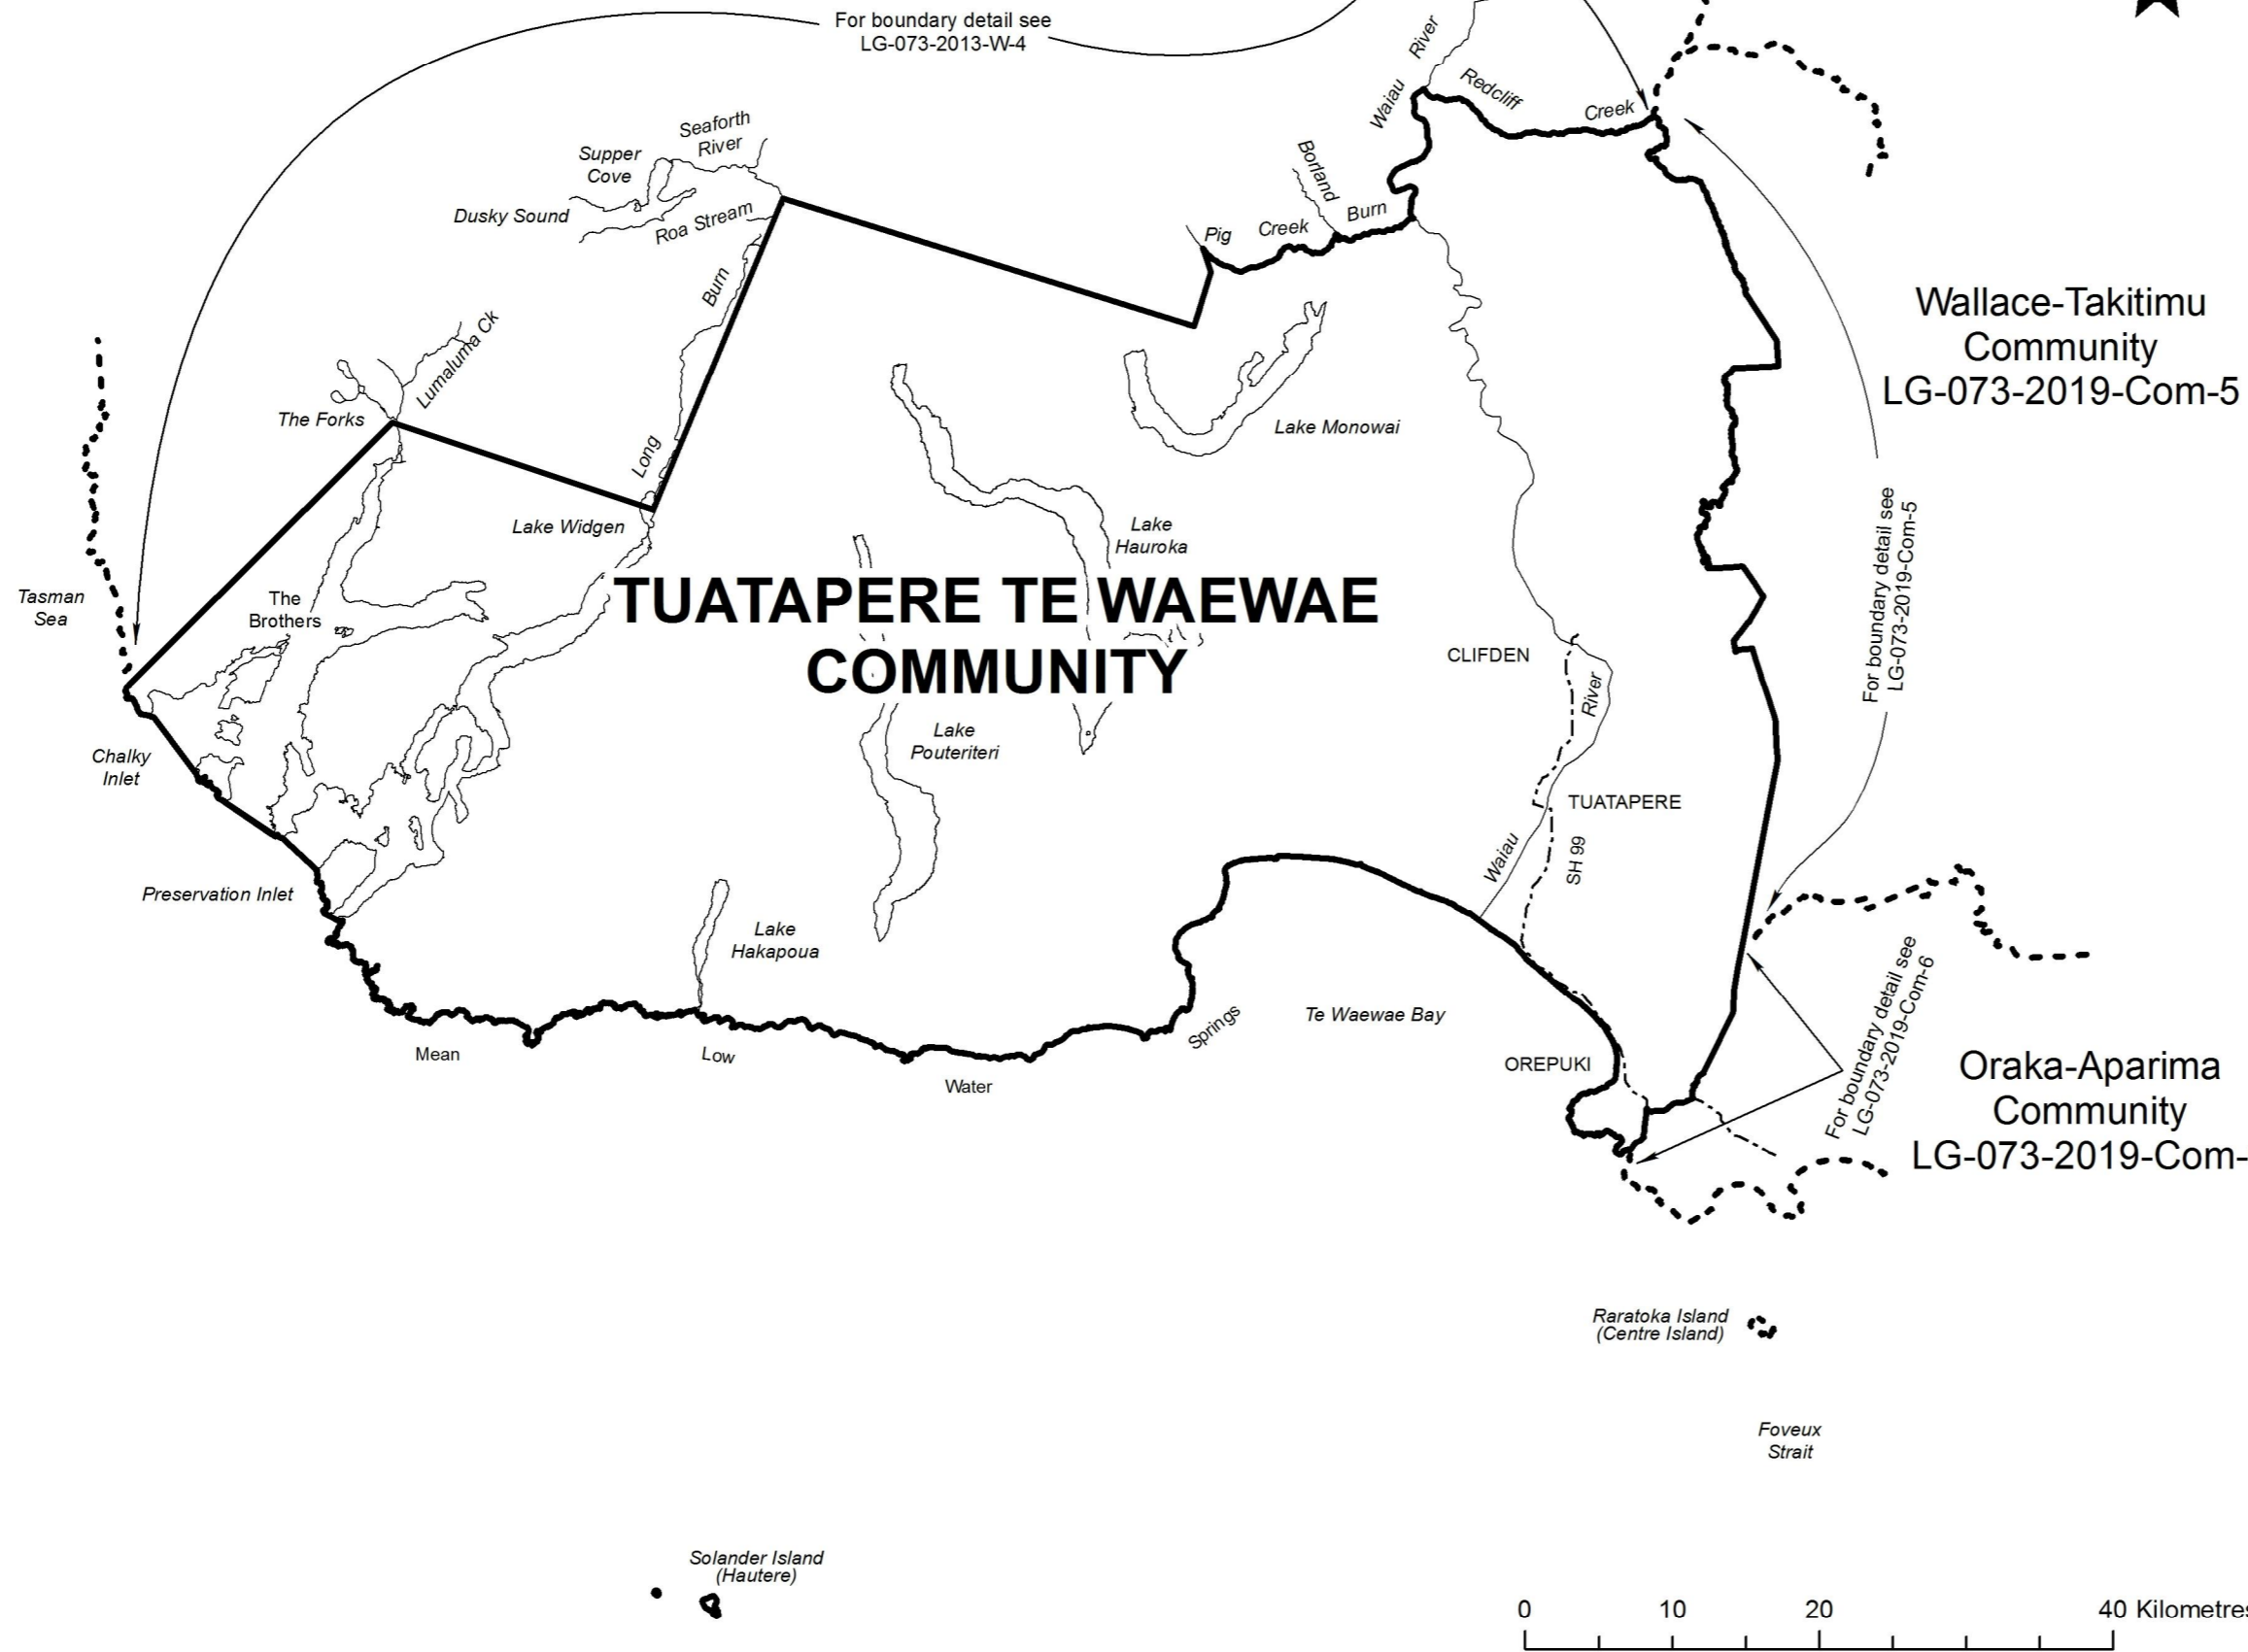 For boundary detail see
LG-073-2013-W-4
Waiau
River
Redcliff
Creek
Seaforth
River
Supper
Cove
Dusky Sound
Roa Stream
Borland
Burn
Pig
Creek
Long
Burn
Lumaluma Ck
The Forks
Wallace-Takitimu
Community
LG-073-2019-Com-5
Lake Monowai
Lake Widgen
Lake
Hauroka
For boundary detail see
LG-073-2019-Com-5
Tasman
Sea
The
Brothers
TUATAPERE TE WAEWAE
COMMUNITY
CLIFDEN
River
Waiau
Lake
Pouteriteri
Chalky
Inlet
TUATAPERE
SH 99
Preservation Inlet
Lake
Hakapoua
Te Waewae Bay
Springs
Mean
Low
Water
OREPUKI
For boundary detail see
LG-073-2019-Com-6
Oraka-Aparima
Community
LG-073-2019-Com-
Raratoka Island
(Centre Island)
Foveux
Strait
Solander Island
(Hautere)
0 10 20 40 Kilometres